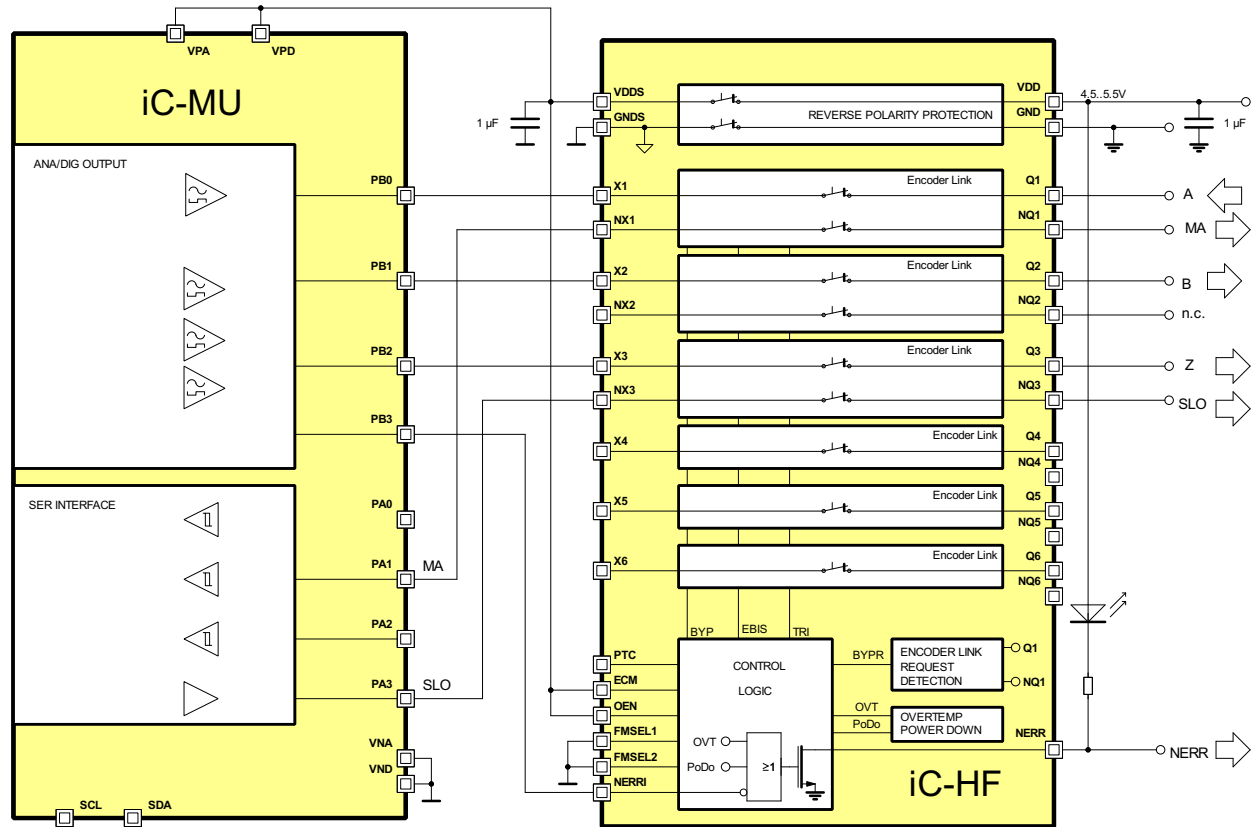 VPA
VPD
iC-MU
ANA/DIG OUTPUT
PB0
PB1
PB2
PB3
SER INTERFACE
PA0
PA1
MA
PA2
PA3
SLO
VNA
VND
SCL
SDA
1 µF
VDDS
GNDS
REVERSE POLARITY PROTECTION
VDD
GND
4.5..5.5V
1 µF
X1
NX1
Encoder Link
Q1
NQ1
A
MA
X2
NX2
Encoder Link
Q2
NQ2
B
n.c.
X3
NX3
Encoder Link
Q3
NQ3
Z
SLO
X4
Encoder Link
Q4
NQ4
X5
Encoder Link
Q5
NQ5
X6
Encoder Link
Q6
NQ6
BYP
EBIS
TRI
PTC
ECM
OEN
FMSEL1
FMSEL2
NERRI
CONTROL
LOGIC
OVT
PoDo
≥1
BYPR
ENCODER LINK
REQUEST
DETECTION
Q1
NQ1
OVT
PoDo
OVERTEMP
POWER DOWN
NERR
NERR
iC-HF